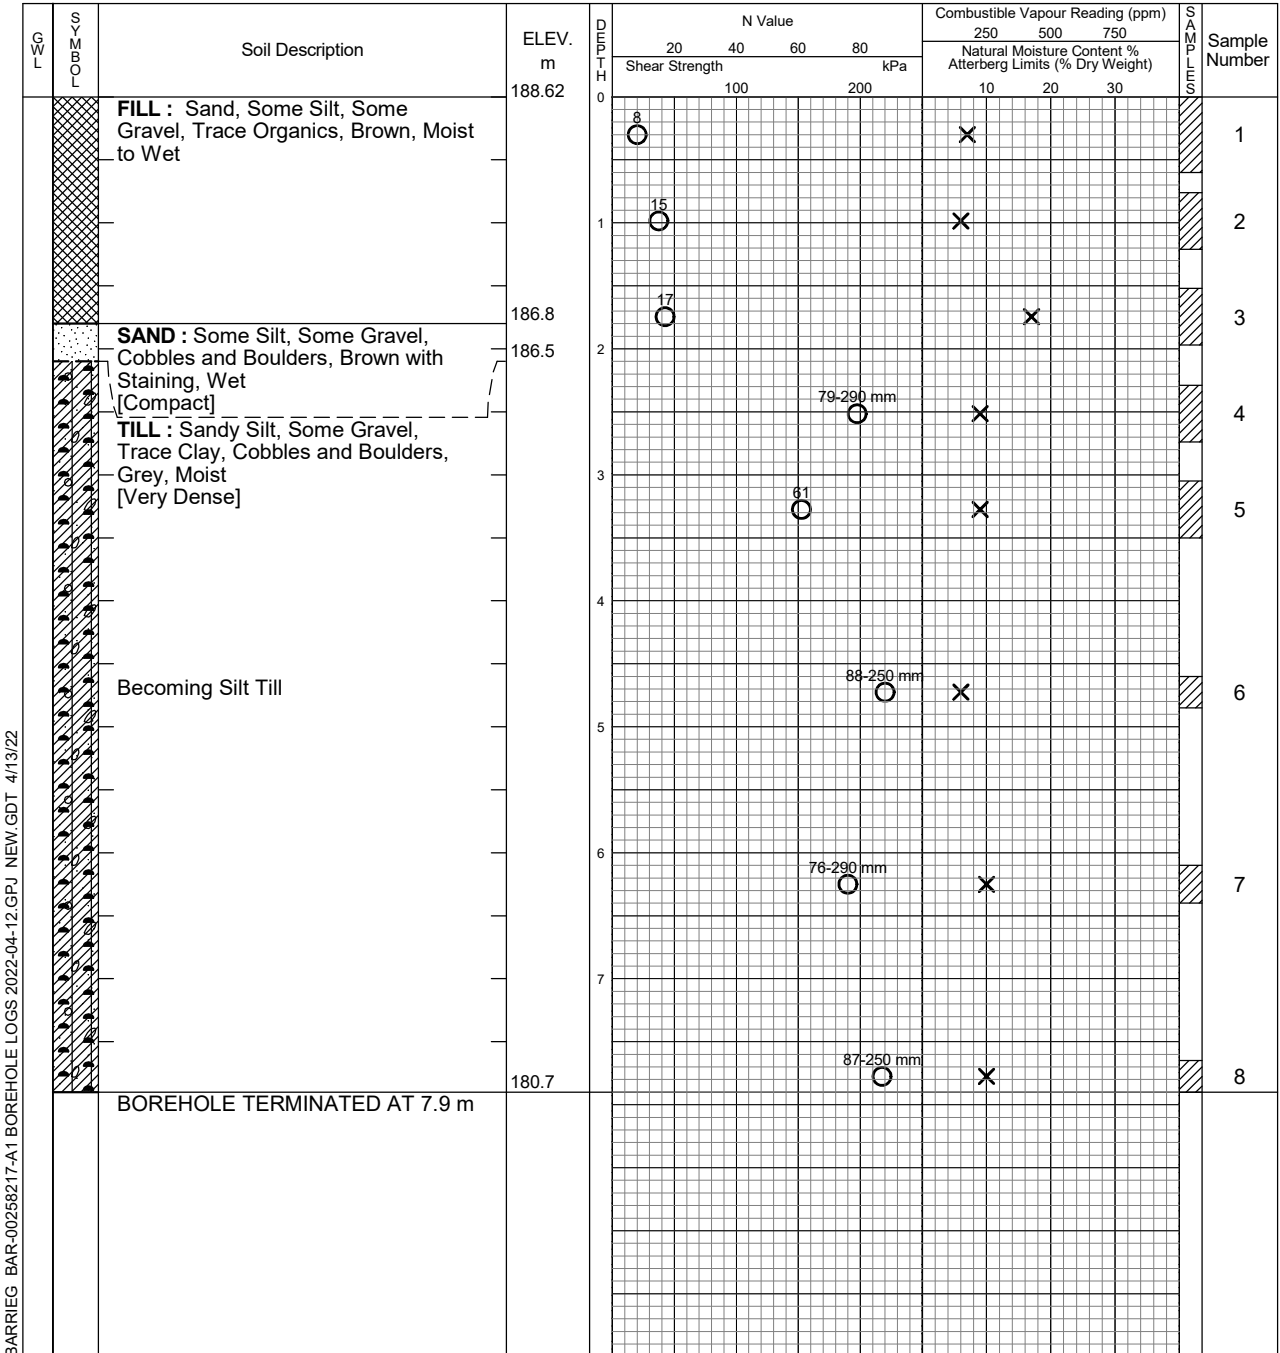 GWL
SYMBOL
Soil Description
ELEV.
m
DEPTH
N Value
20 40 60 80
Shear Strength kPa
100 200
Combustible Vapour Reading (ppm)
250 500 750
Natural Moisture Content %
Atterberg Limits (% Dry Weight)
10 20 30
SAMPLES
Sample
Number
188.62
0
FILL : Sand, Some Silt, Some
Gravel, Trace Organics, Brown, Moist
to Wet
8
1
15
1
2
17
186.8
3
SAND : Some Silt, Some Gravel,
Cobbles and Boulders, Brown with
Staining, Wet
[Compact]
186.5
2
79-290 mm
4
TILL : Sandy Silt, Some Gravel,
Trace Clay, Cobbles and Boulders,
Grey, Moist
[Very Dense]
3
61
5
4
Becoming Silt Till
88-250 mm
6
5
6
76-290 mm
7
7
87-250 mm
8
180.7
BOREHOLE TERMINATED AT 7.9 m
BARRIEG BAR-00258217-A1 BOREHOLE LOGS 2022-04-12.GPJ NEW.GDT 4/13/22